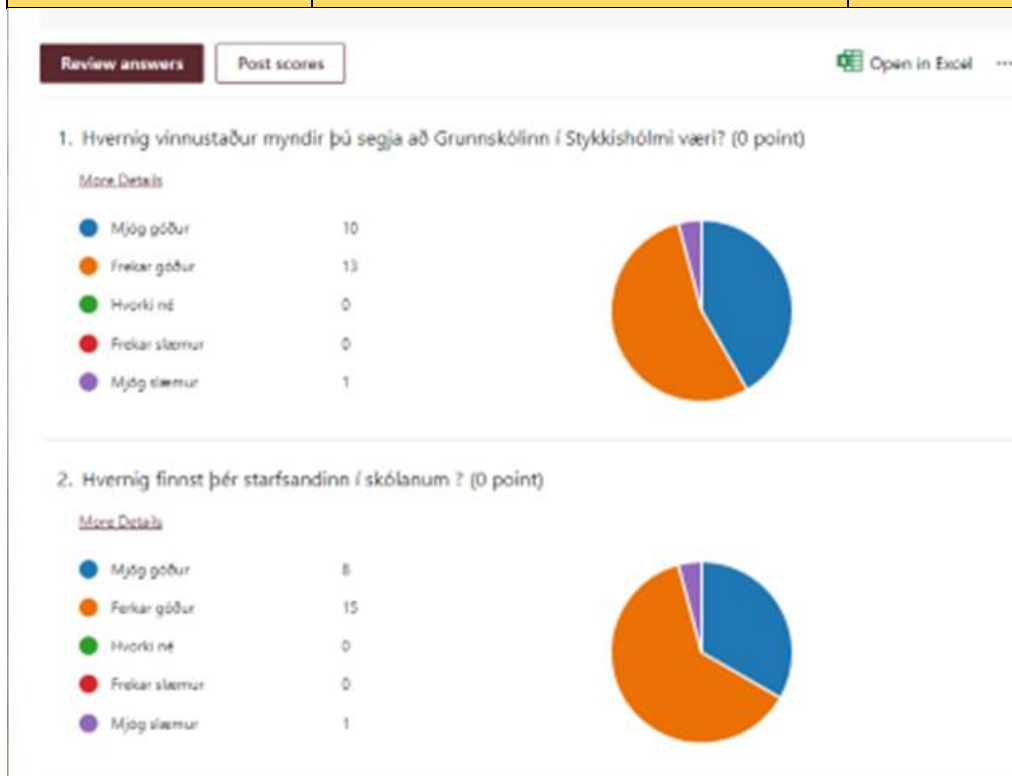 Review answers Post scores Open in Excel ...
1. Hvernig vinnustaður myndir þú segja að Grunnskólinn í Stykkishólmi væri? (0 point)
More Details
Mjög góður 10
Frekar góður 13
Hvorki né 0
Frekar slæmur 0
Mjög slæmur 1
2. Hvernig finnst þér starfsandinn í skólanum ? (0 point)
More Details
Mjög góður 8
Ferkar góður 15
Hvorki né 0
Frekar slæmur 0
Mjög slæmur 1